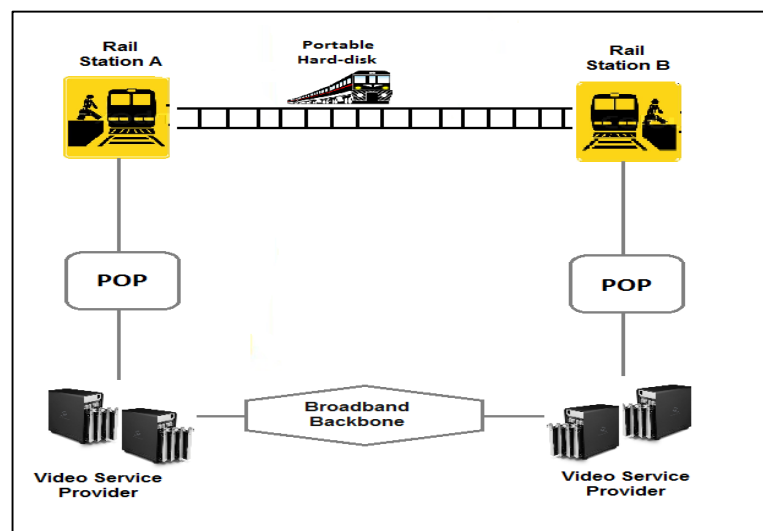 Rail
Station A
Portable
Hard-disk
Rail
Station B
POP
POP
Broadband
Backbone
Video Service
Provider
Video Service
Provider